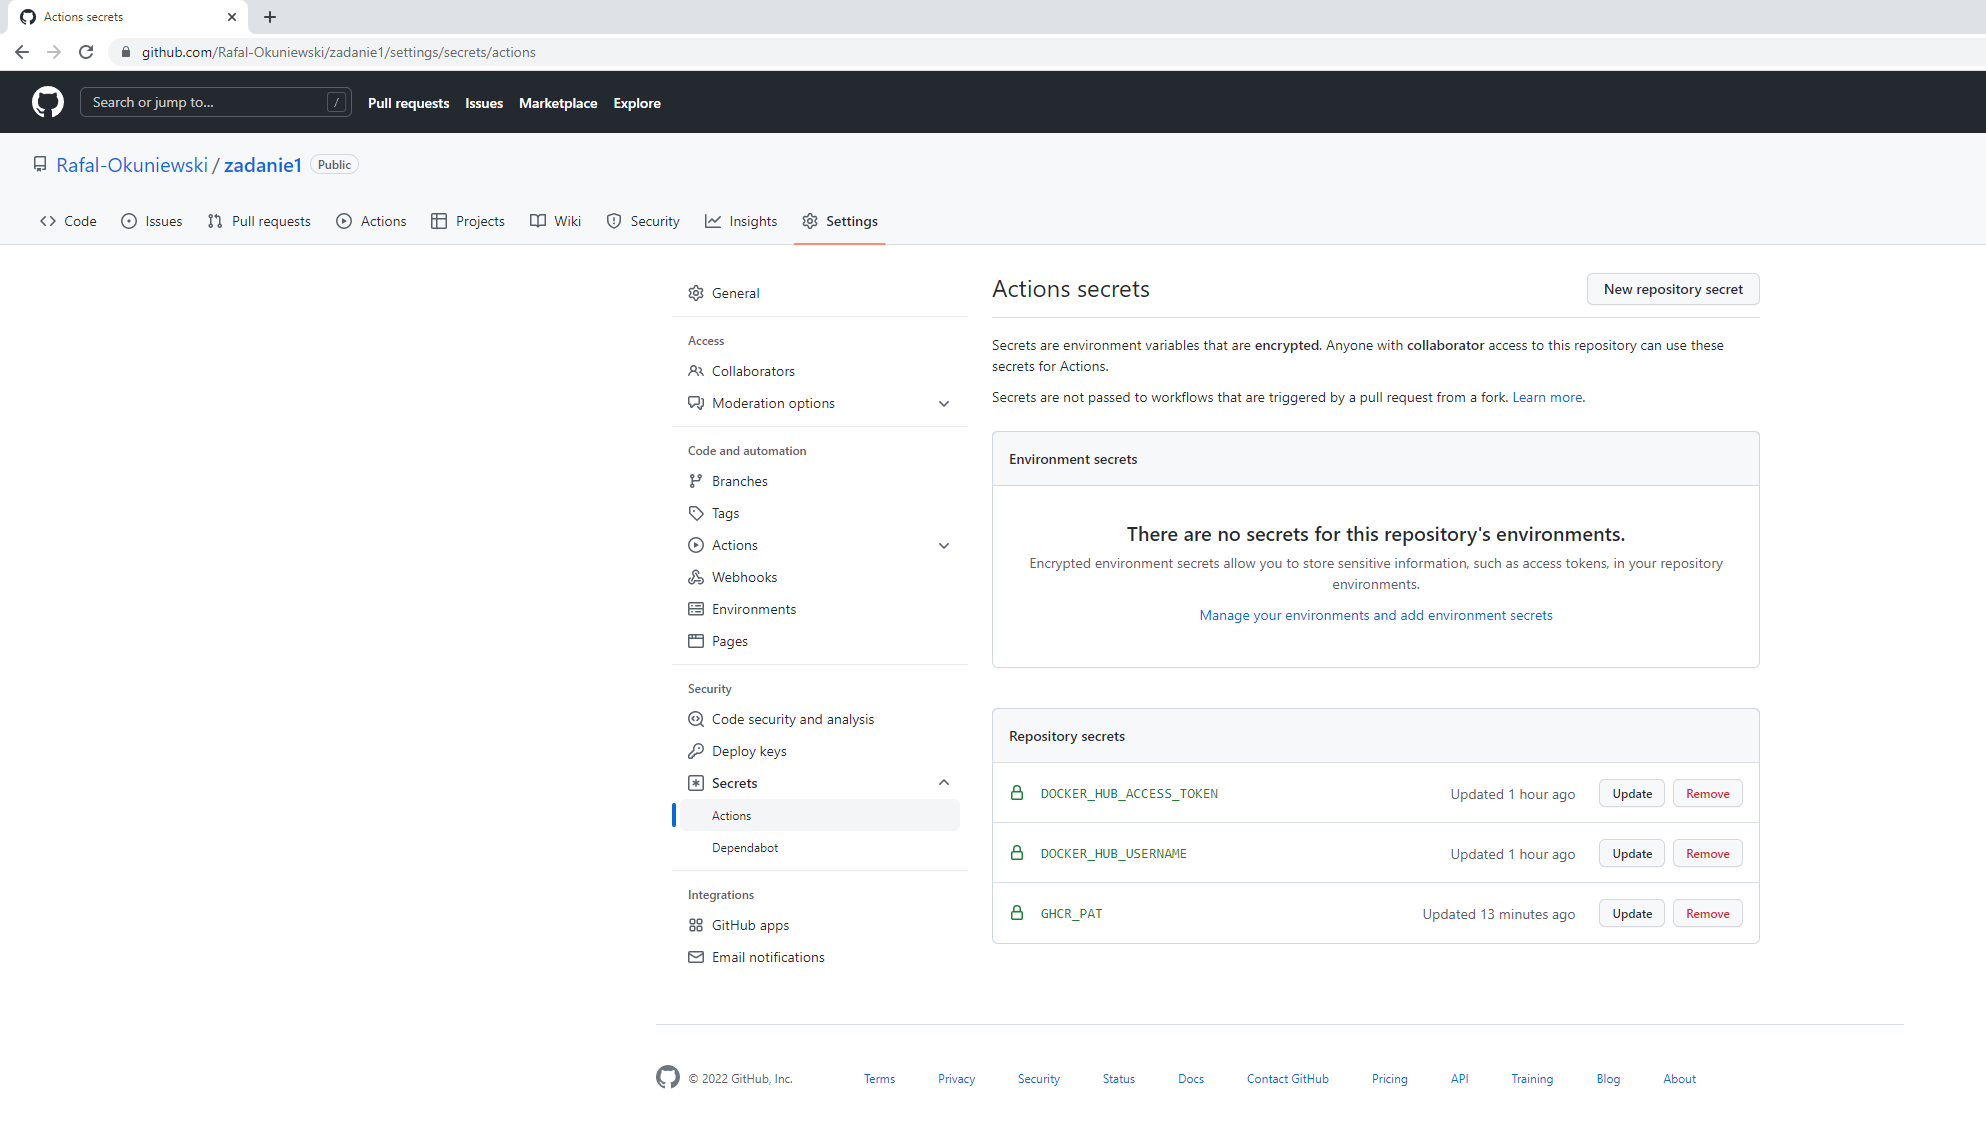 Actions secrets
github.com/Rafal-Okuniewski/zadanie1/settings/secrets/actions
Search or jump to... /
Pull requests Issues Marketplace Explore
Rafal-Okuniewski / zadanie1 Public
Code Issues Pull requests Actions Projects Wiki Security Insights Settings
General
Access
Collaborators
Moderation options
Code and automation
Branches
Tags
Actions
Webhooks
Environments
Pages
Security
Code security and analysis
Deploy keys
Secrets
Actions
Dependabot
Integrations
GitHub apps
Email notifications
Actions secrets
New repository secret
Secrets are environment variables that are encrypted. Anyone with collaborator access to this repository can use these
secrets for Actions.
Secrets are not passed to workflows that are triggered by a pull request from a fork. Learn more.
Environment secrets
There are no secrets for this repository's environments.
Encrypted environment secrets allow you to store sensitive information, such as access tokens, in your repository
environments.
Manage your environments and add environment secrets
Repository secrets
DOCKER_HUB_ACCESS_TOKEN Updated 1 hour ago Update Remove
DOCKER_HUB_USERNAME Updated 1 hour ago Update Remove
GHCR_PAT Updated 13 minutes ago Update Remove
© 2022 GitHub, Inc. Terms Privacy Security Status Docs Contact GitHub Pricing API Training Blog About